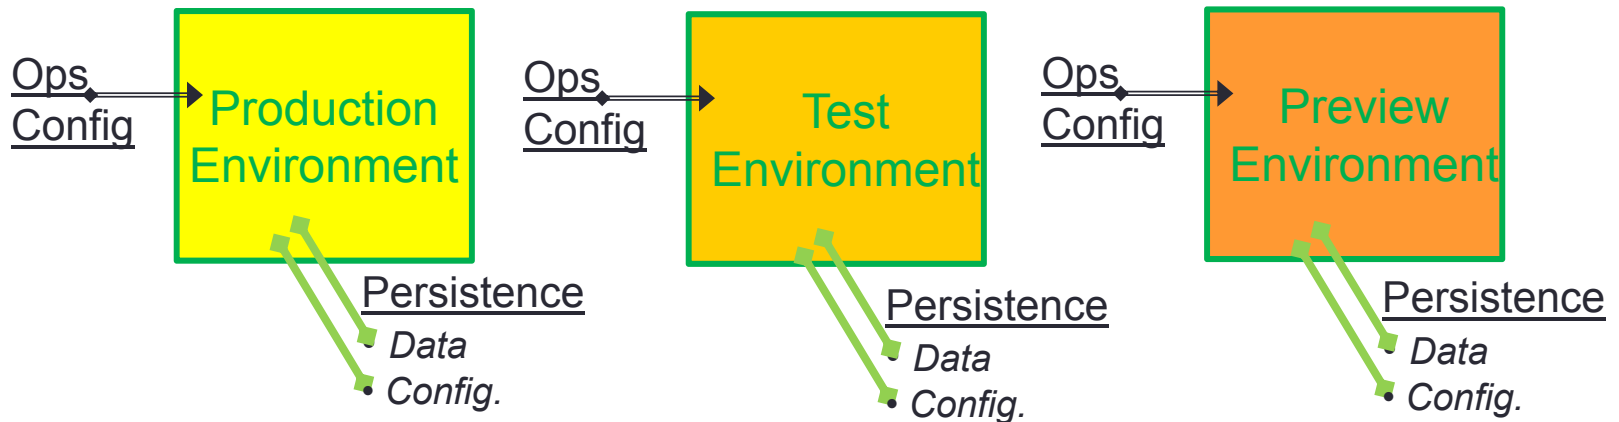 Ops
Config
Production
Environment
Persistence
Data
Config.
Ops
Config
Test
Environment
Persistence
Data
Config.
Ops
Config
Preview
Environment
Persistence
Data
Config.